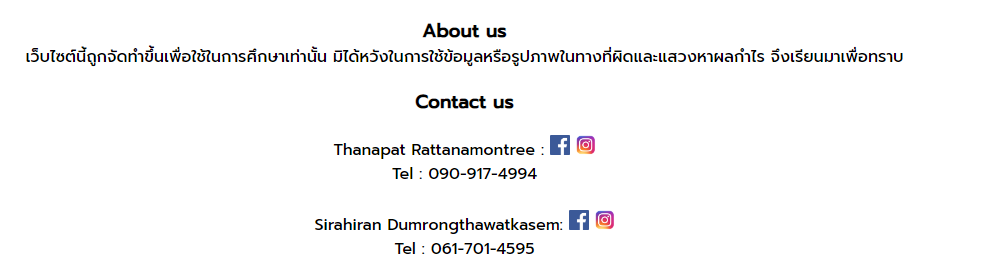 About us
เว็บไซต์นี้ถูกจัดทำขึ้นเพื่อใช้ในการศึกษาเท่านั้น มิได้หวังในการใช้ข้อมูลหรือรูปภาพในทางที่ผิดและแสวงหาผลกำไร จึงเรียนมาเพื่อทราบ
Contact us
Thanapat Rattanamontree :
Tel : 090-917-4994
Sirahiran Dumrongthawatkasem:
Tel : 061-701-4595